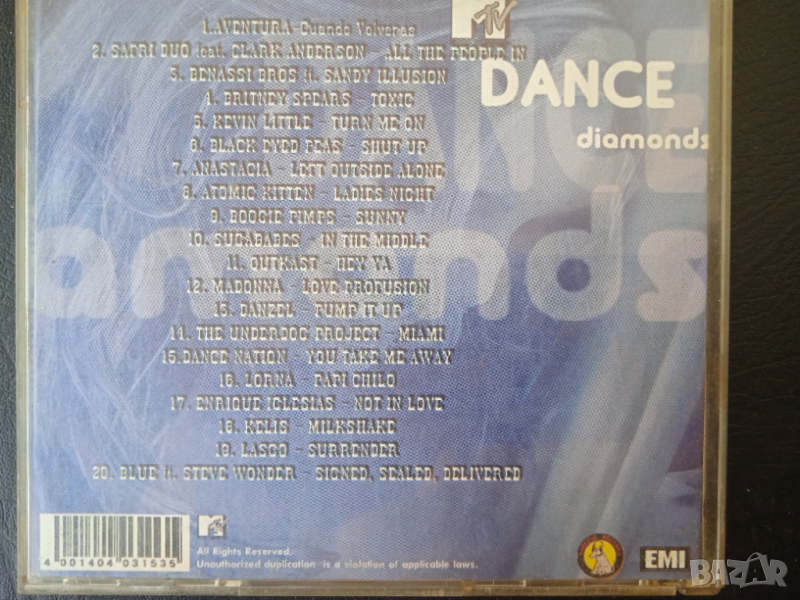 1.AVENTURA-Cuando Volveras
2. SAFRI DUO feat. CLARK ANDERSON - ALL THE PEOPLE IN
3. BENASSI BROS ft. SANDY ILLUSION
4. BRITNEY SPEARS - TOXIC
5. KEVIN LITTLE - TURN ME ON
6. BLACK EYED PEAS - SHUT UP
7. ANASTACIA - LEFT OUTSIDE ALONE
8. ATOMIC KITTEN - LADIES NIGHT
9. BOOGIE PIMPS - SUNNY
10. SUGABABES - IN THE MIDDLE
11. OUTKAST - HEY YA
12. MADONNA - LOVE PROFUSION
13. DANZEL - PUMP IT UP
14. THE UNDERDOG PROJECT - MIAMI
15.DANCE NATION - YOU TAKE ME AWAY
16. LORNA - PAPI CHILO
17. ENRIQUE IGLESIAS - NOT IN LOVE
18. KELIS - MILKSHAKE
19. LASGO - SURRENDER
20. BLUE ft. STEVE WONDER - SIGNED, SEALED, DELIVERED
MTV
DANCE
diamonds
4 001404 031535
MTV
All Rights Reserved.
Unauthorized duplication is a violation of applicable laws.
EMI
BAZAR